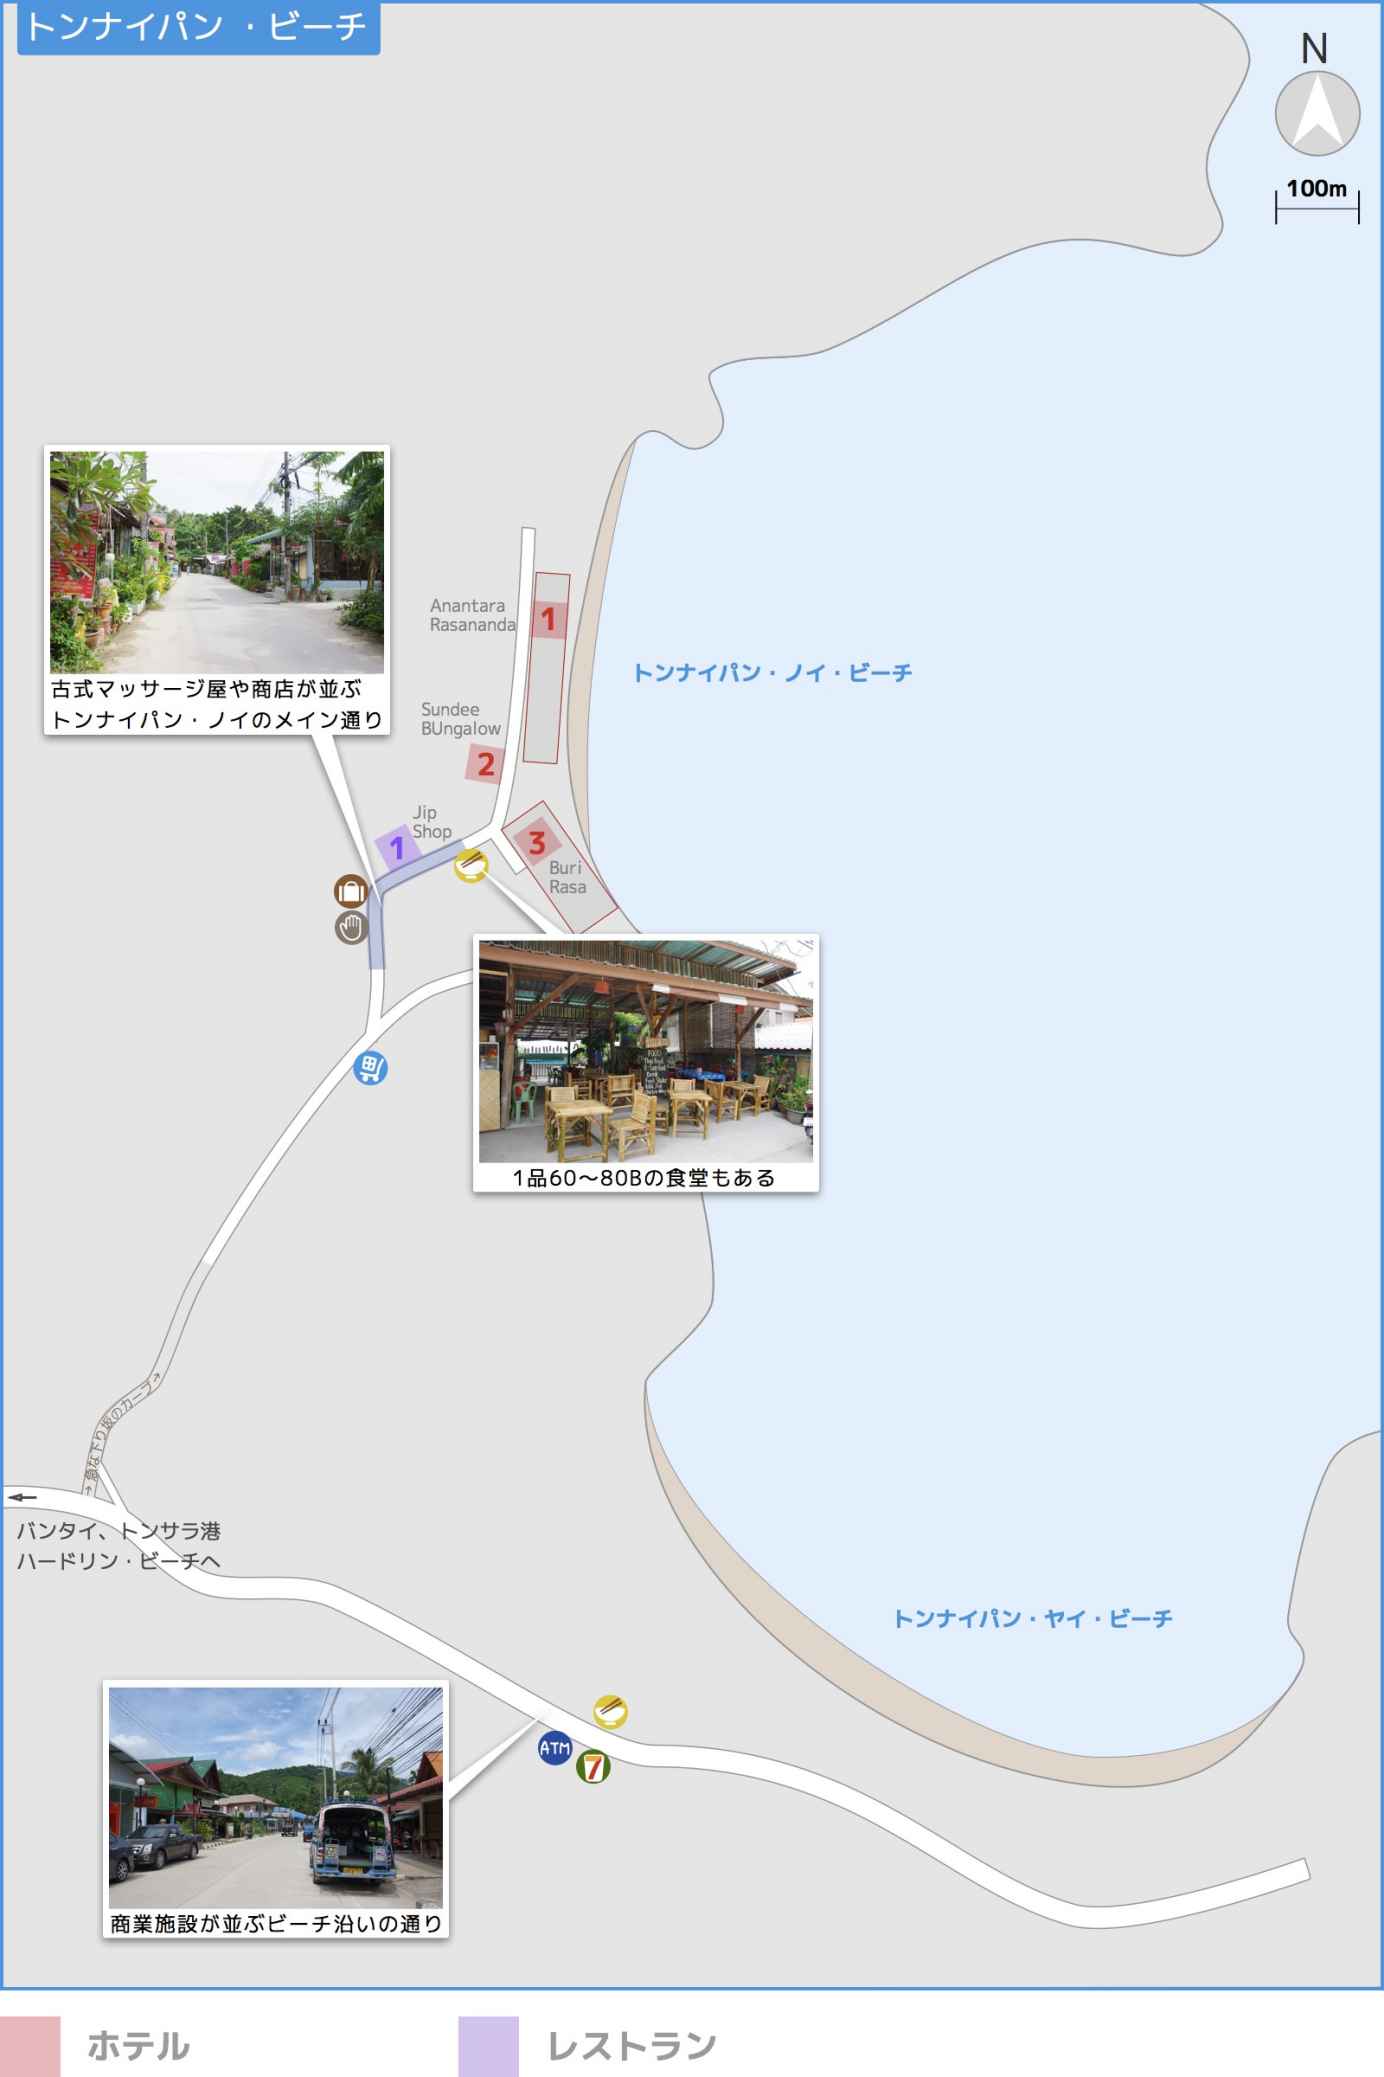 トンナイパン ・ビーチ
N
100m
古式マッサージ屋や商店が並ぶ
トンナイパン・ノイのメイン通り
Anantara
Rasananda
1
トンナイパン・ノイ・ビーチ
Sundee
BUngalow
2
Jip
Shop
1
3
Buri
Rasa
1品60〜80Bの食堂もある
→急な下り坂のカーブ→
バンタイ、トンサラ港
ハードリン・ビーチへ
トンナイパン・ヤイ・ビーチ
ATM
7
商業施設が並ぶビーチ沿いの通り
ホテル
レストラン